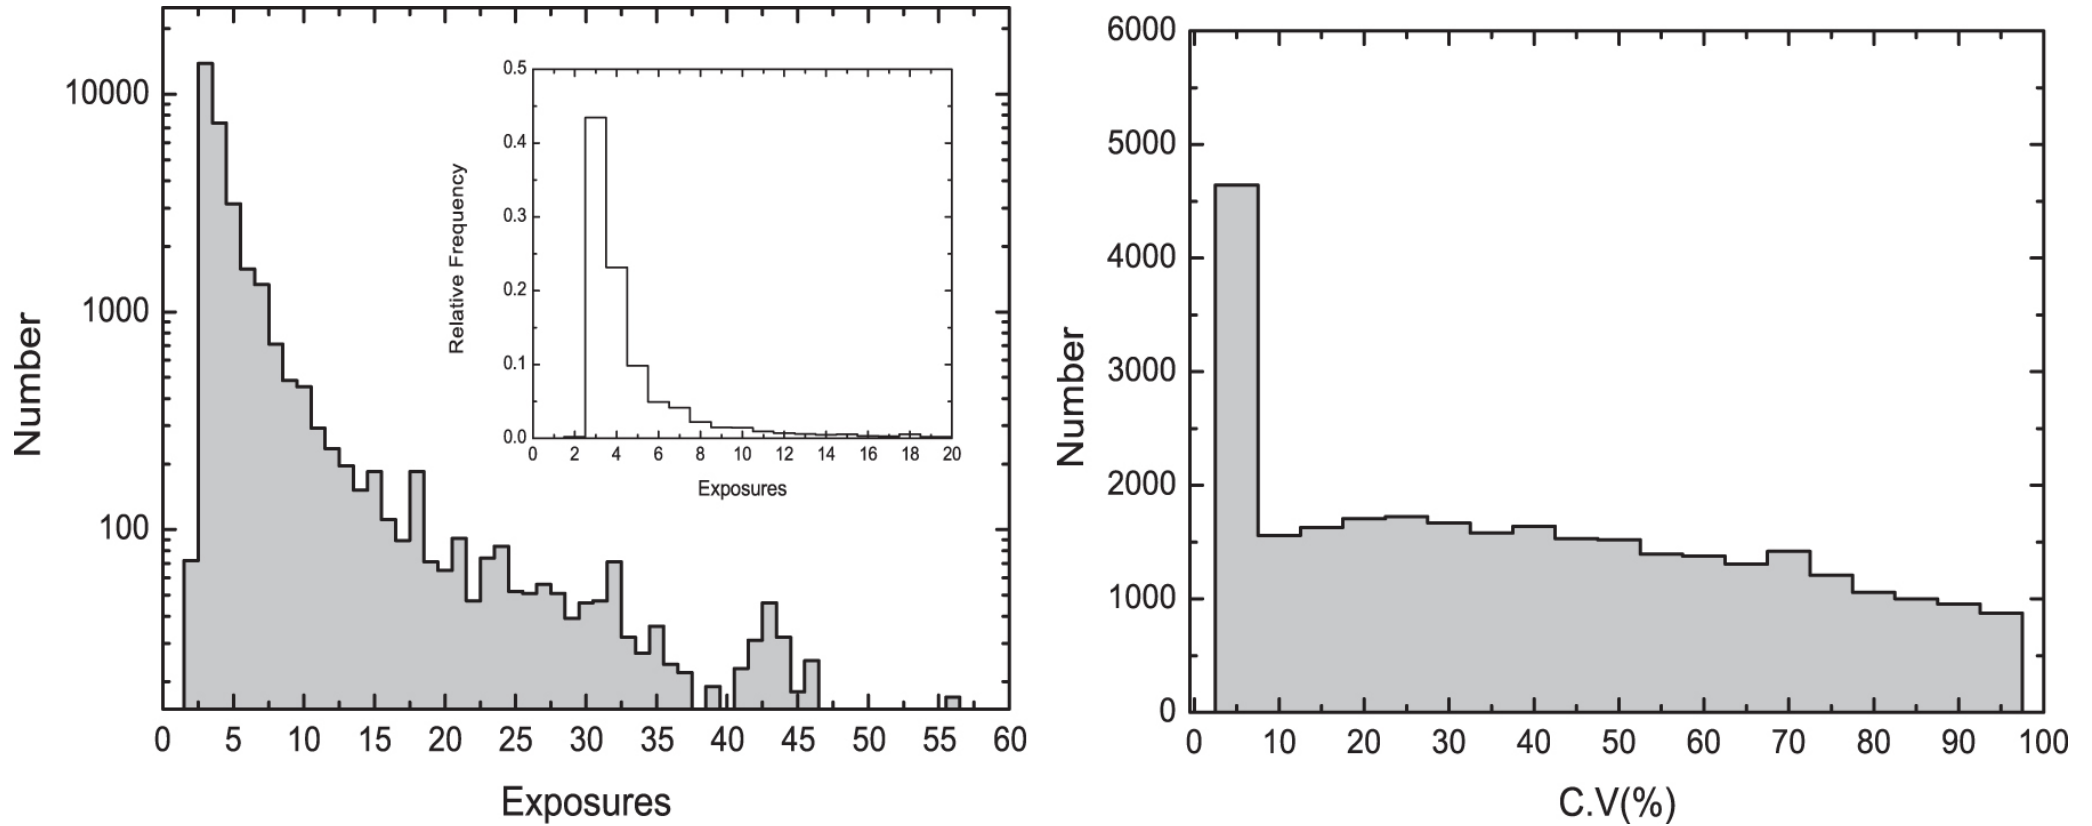 10000
1000
100
Number
0 5 10 15 20 25 30 35 40 45 50 55 60
Exposures
0.5
0.4
0.3
0.2
0.1
0.0
Relative Frequency
0 2 4 6 8 10 12 14 16 18 20
Exposures
6000
5000
4000
3000
2000
1000
0
Number
0 10 20 30 40 50 60 70 80 90 100
C.V(%)